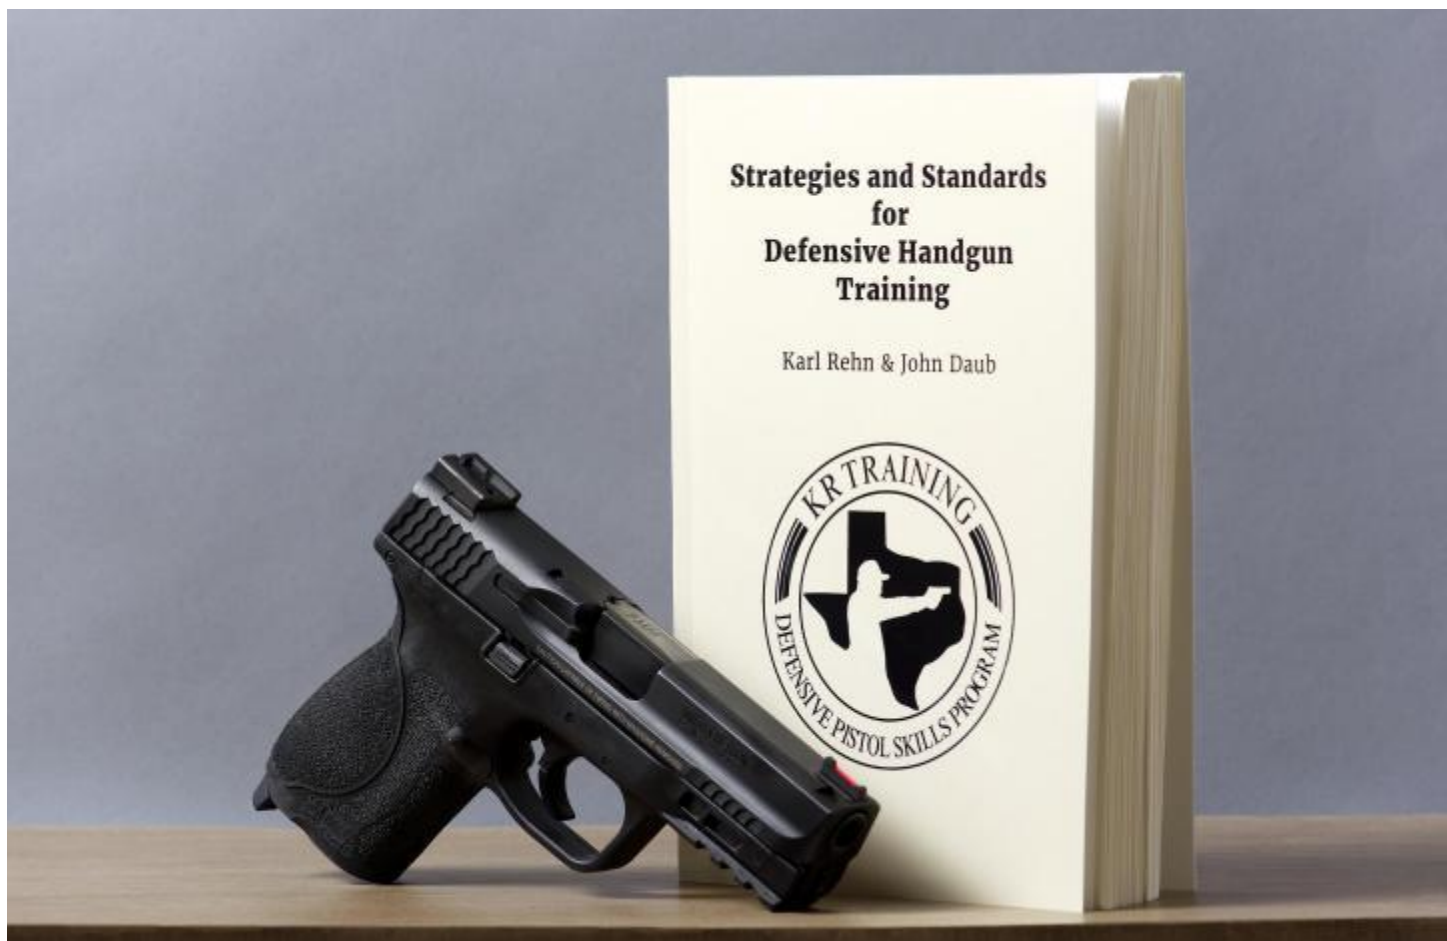 Strategies and Standards
for
Defensive Handgun
Training
Karl Rehn & John Daub
KR TRAINING
DEFENSIVE PISTOL SKILLS PROGRAM